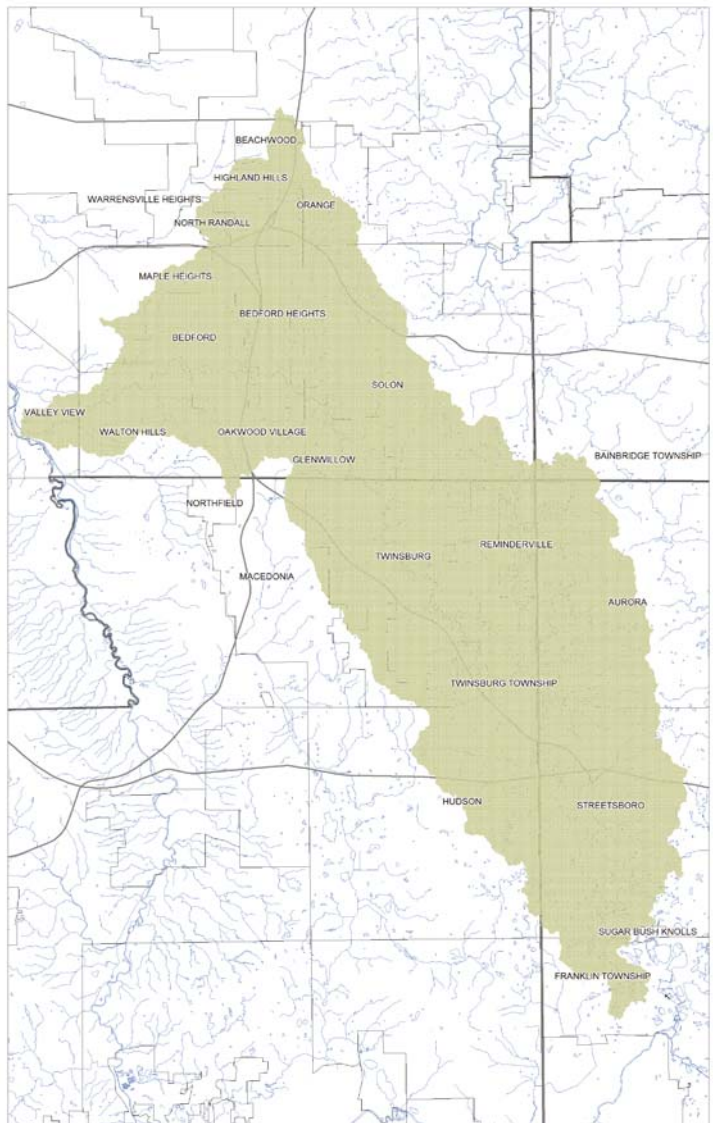 BEACHWOOD
HIGHLAND HILLS
WARRENSVILLE HEIGHTS
ORANGE
NORTH RANDALL
MAPLE HEIGHTS
BEDFORD HEIGHTS
BEDFORD
SOLON
VALLEY VIEW
WALTON HILLS
OAKWOOD VILLAGE
BAINBRIDGE TOWNSHIP
GLENWILLOW
NORTHFIELD
REMINDERVILLE
TWINSBURG
MACEDONIA
AURORA
TWINSBURG TOWNSHIP
HUDSON
STREETSBORO
SUGAR BUSH KNOLLS
FRANKLIN TOWNSHIP